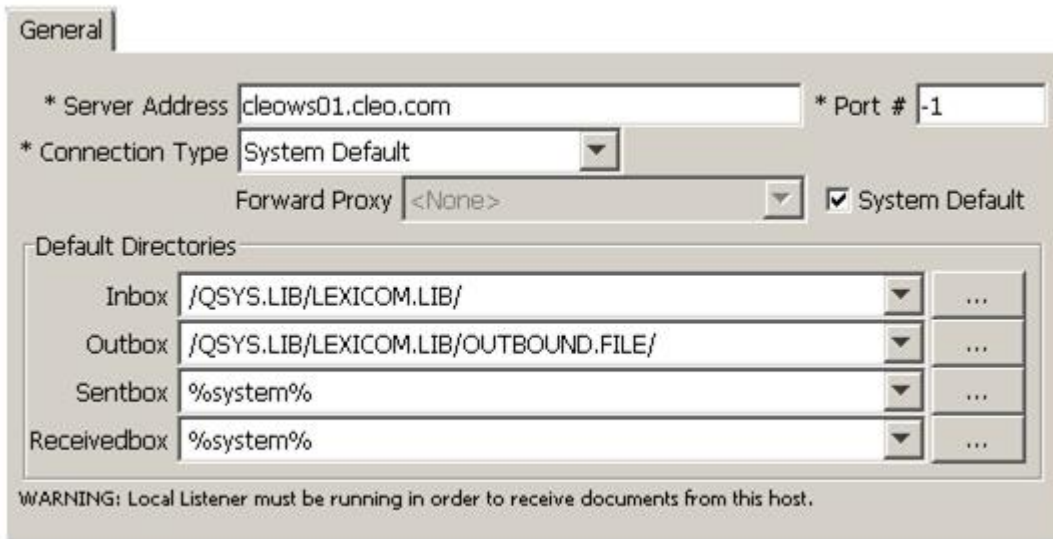 General
* Server Address cleows01.cleo.com * Port # -1
* Connection Type System Default
Forward Proxy <None> System Default
Default Directories
Inbox /QSYS.LIB/LEXICOM.LIB/ ...
Outbox /QSYS.LIB/LEXICOM.LIB/OUTBOUND.FILE/ ...
Sentbox %system% ...
Receivedbox %system% ...
WARNING: Local Listener must be running in order to receive documents from this host.